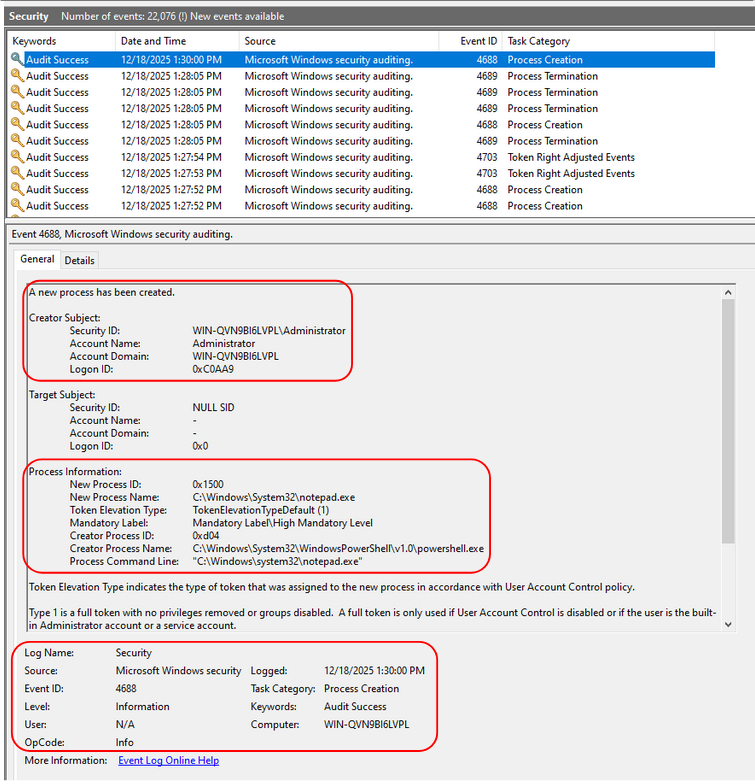 Security Number of events: 22,076 (!) New events available
Keywords Date and Time Source Event ID Task Category
Audit Success 12/18/2025 1:30:00 PM Microsoft Windows security auditing. 4688 Process Creation
Audit Success 12/18/2025 1:28:05 PM Microsoft Windows security auditing. 4689 Process Termination
Audit Success 12/18/2025 1:28:05 PM Microsoft Windows security auditing. 4689 Process Termination
Audit Success 12/18/2025 1:28:05 PM Microsoft Windows security auditing. 4689 Process Termination
Audit Success 12/18/2025 1:28:05 PM Microsoft Windows security auditing. 4688 Process Creation
Audit Success 12/18/2025 1:28:05 PM Microsoft Windows security auditing. 4689 Process Termination
Audit Success 12/18/2025 1:27:54 PM Microsoft Windows security auditing. 4703 Token Right Adjusted Events
Audit Success 12/18/2025 1:27:53 PM Microsoft Windows security auditing. 4703 Token Right Adjusted Events
Audit Success 12/18/2025 1:27:52 PM Microsoft Windows security auditing. 4688 Process Creation
Audit Success 12/18/2025 1:27:52 PM Microsoft Windows security auditing. 4688 Process Creation
Event 4688, Microsoft Windows security auditing.
General Details
A new process has been created.
Creator Subject:
Security ID: WIN-QVN9BI6LVPL\Administrator
Account Name: Administrator
Account Domain: WIN-QVN9BI6LVPL
Logon ID: 0xC0AA9
Target Subject:
Security ID: NULL SID
Account Name: -
Account Domain: -
Logon ID: 0x0
Process Information:
New Process ID: 0x1500
New Process Name: C:\Windows\System32\notepad.exe
Token Elevation Type: TokenElevationTypeDefault (1)
Mandatory Label: Mandatory Label\High Mandatory Level
Creator Process ID: 0xd04
Creator Process Name: C:\Windows\System32\WindowsPowerShell\v1.0\powershell.exe
Process Command Line: "C:\Windows\system32\notepad.exe"
Token Elevation Type indicates the type of token that was assigned to the new process in accordance with User Account Control policy.
Type 1 is a full token with no privileges removed or groups disabled. A full token is only used if User Account Control is disabled or if the user is the built-
in Administrator account or a service account.
Log Name: Security
Source: Microsoft Windows security Logged: 12/18/2025 1:30:00 PM
Event ID: 4688 Task Category: Process Creation
Level: Information Keywords: Audit Success
User: N/A Computer: WIN-QVN9BI6LVPL
OpCode: Info
More Information: Event Log Online Help